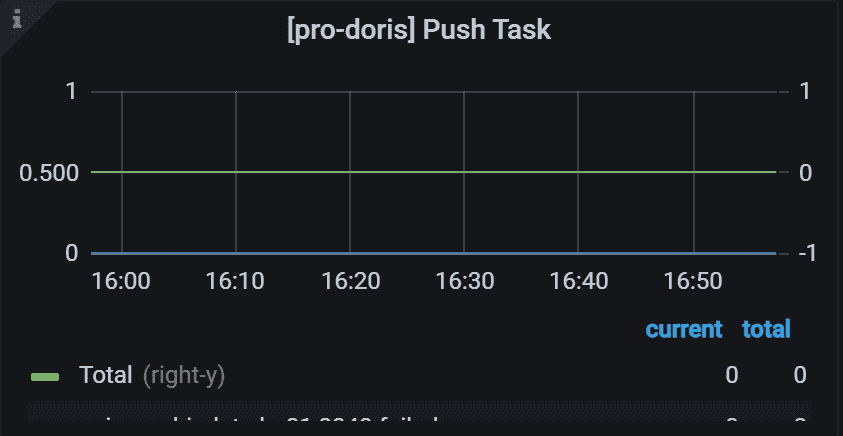 i
[pro-doris] Push Task
1 1
0.500 0
0 -1
16:00 16:10 16:20 16:30 16:40 16:50
current total
Total (right-y) 0 0